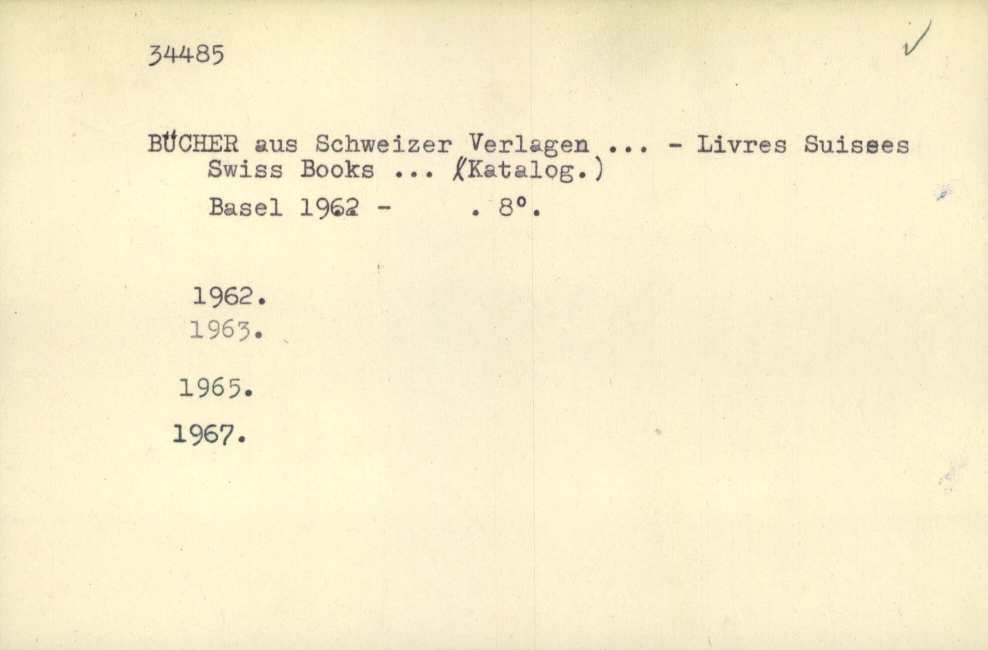 34485
BÜCHER aus Schweizer Verlagen ... - Livres Suisses
Swiss Books ... (Katalog.)
Basel 1962 - . 8°.
1962.
1963.
1965.
1967.